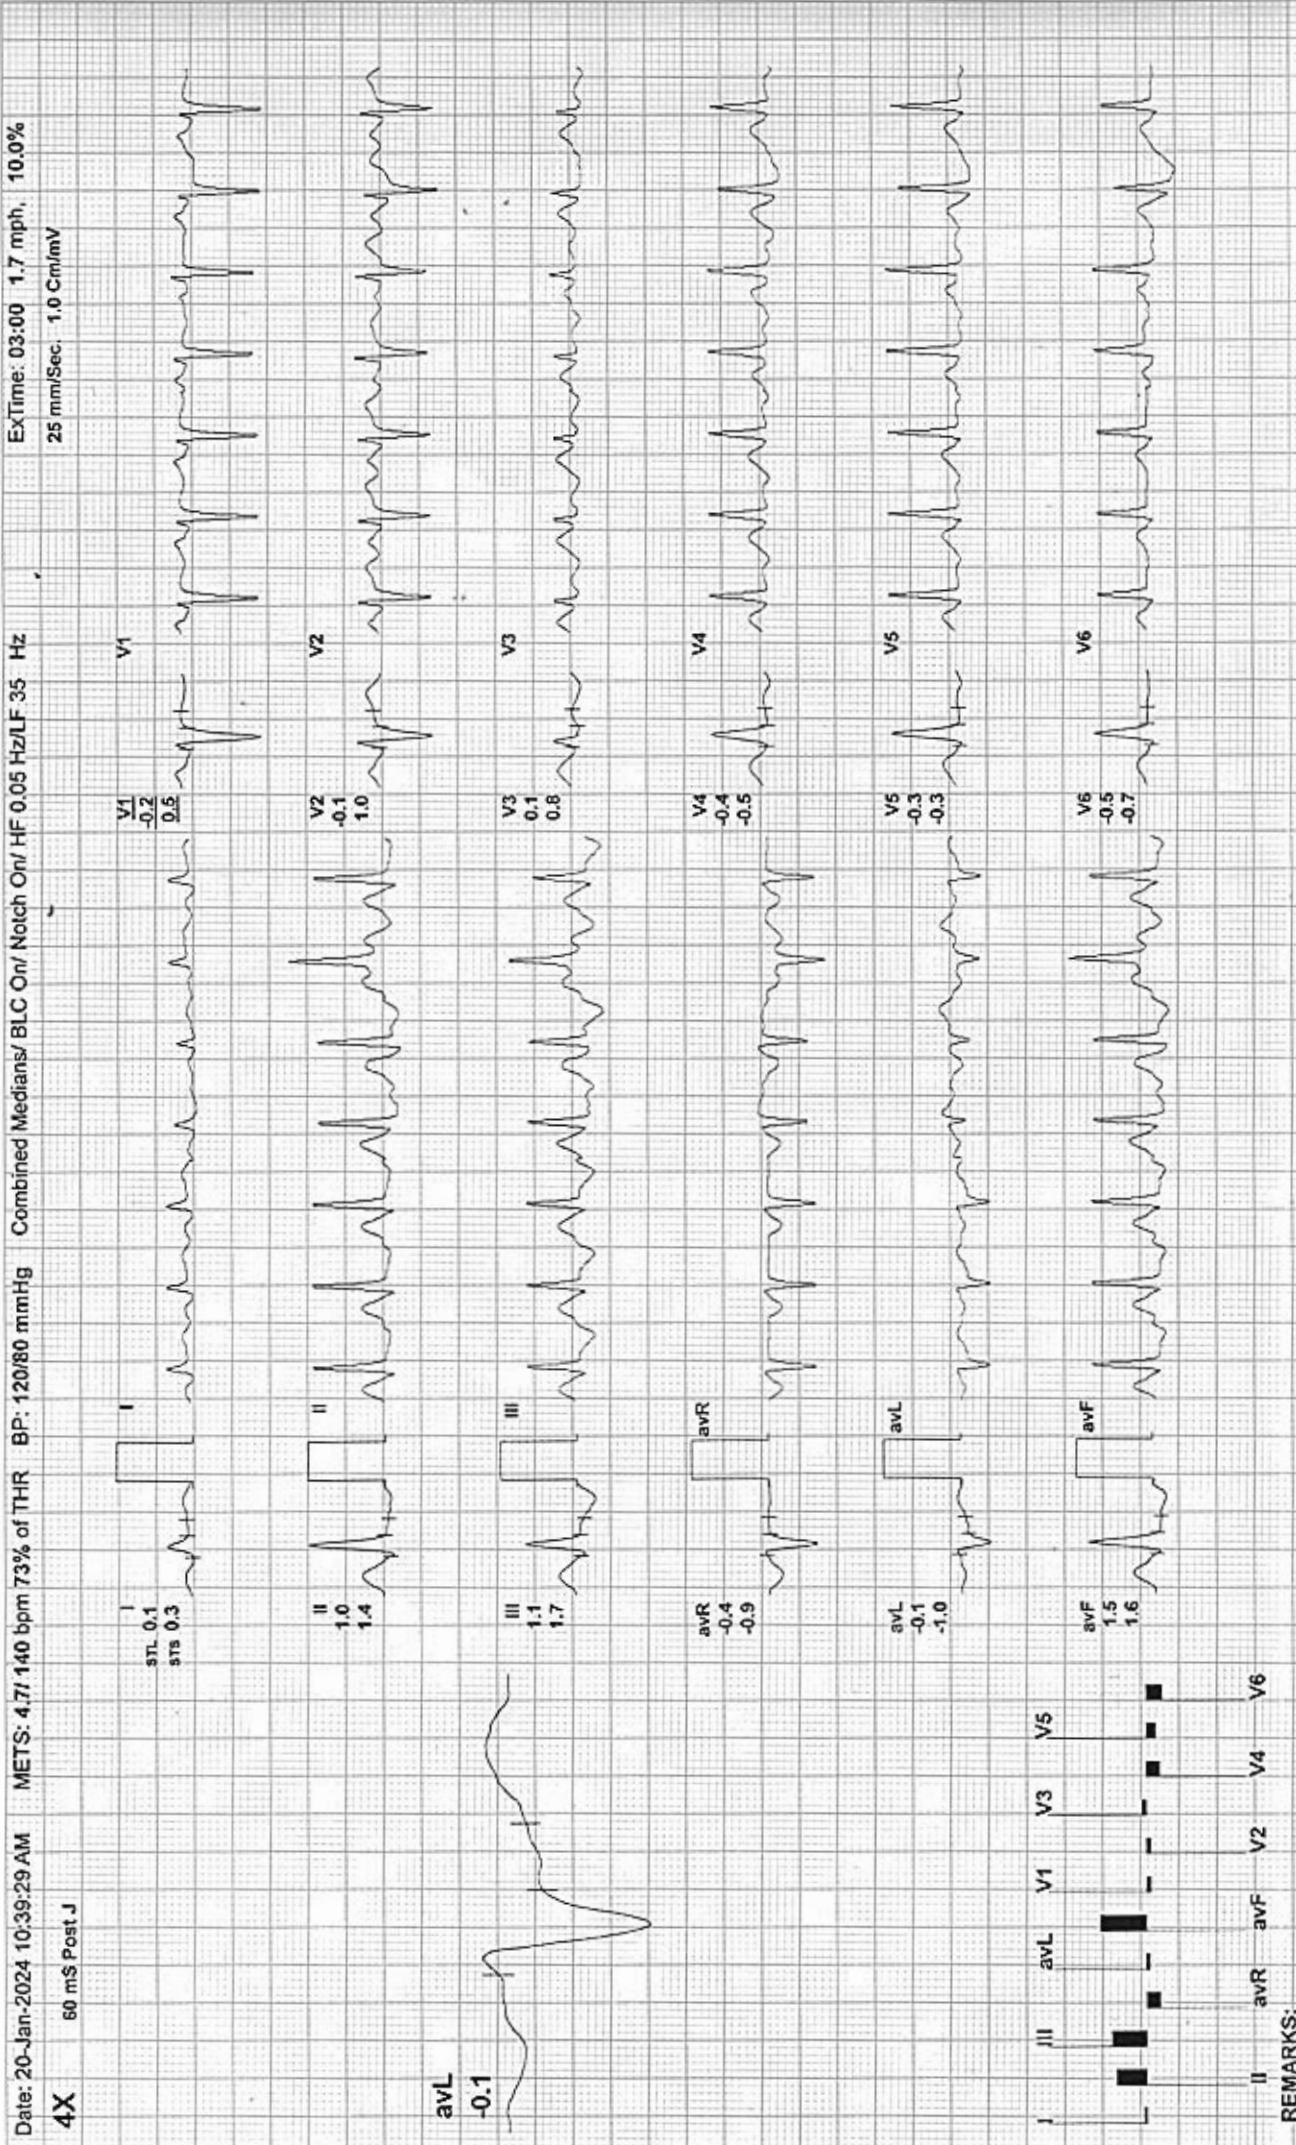 Date: 20-Jan-2024 10:39:29 AM METS: 4.7/ 140 bpm 73% of THR BP: 120/80 mmHg Combined Medians/ BLC On/ Notch On/ HF 0.05 Hz/LF 35 Hz ExTime: 03:00 1.7 mph, 10.0%
4X 60 mS Post J 25 mm/Sec. 1.0 Cm/mV
avL
-0.1
I
STL 0.1
STS 0.3
I
V1
-0.2
0.5
V1
II
1.0
1.4
II
V2
-0.1
1.0
V2
III
1.1
1.7
III
V3
0.1
0.8
V3
avR
-0.4
-0.9
avR
V4
-0.4
-0.5
V4
avL
-0.1
-1.0
avL
V5
-0.3
-0.3
V5
avF
1.5
1.6
avF
V6
-0.5
-0.7
V6
I III avL V1 V3 V5
II avR avF V2 V4 V6
REMARKS: